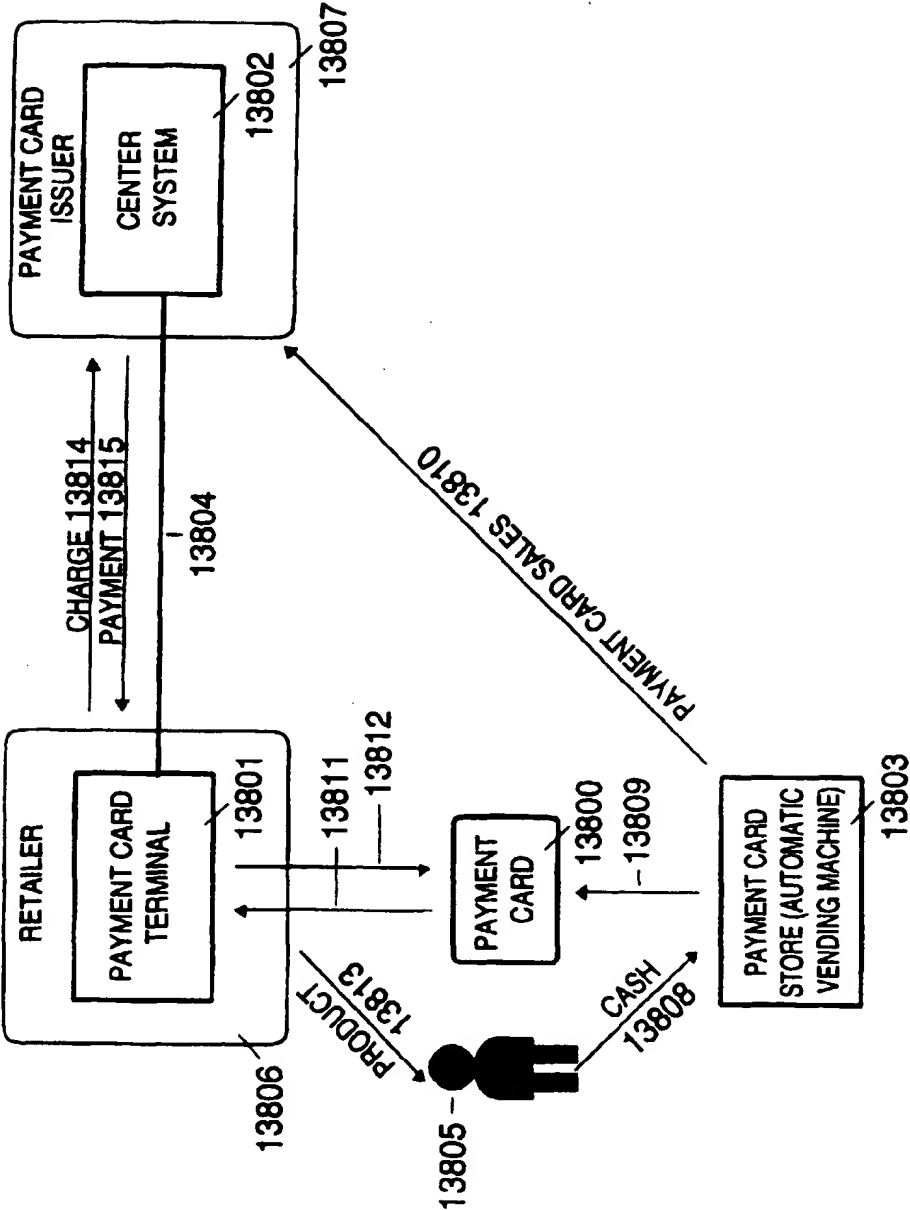 RETAILER
PAYMENT CARD
TERMINAL
13801
13806
CHARGE 13814
PAYMENT 13815
13804
PAYMENT CARD
ISSUER
CENTER
SYSTEM
13802
13807
13811
13812
PRODUCT
13813
13805
PAYMENT
CARD
13800
13809
CASH
13808
PAYMENT CARD
STORE (AUTOMATIC
VENDING MACHINE)
13803
PAYMENT CARD SALES 13810